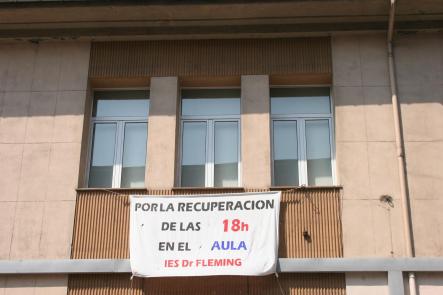 POR LA RECUPERACION
DE LAS 18h
EN EL AULA
IES Dr FLEMING